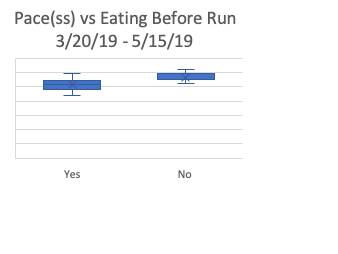 Pace(ss) vs Eating Before Run
3/20/19 - 5/15/19
Yes No